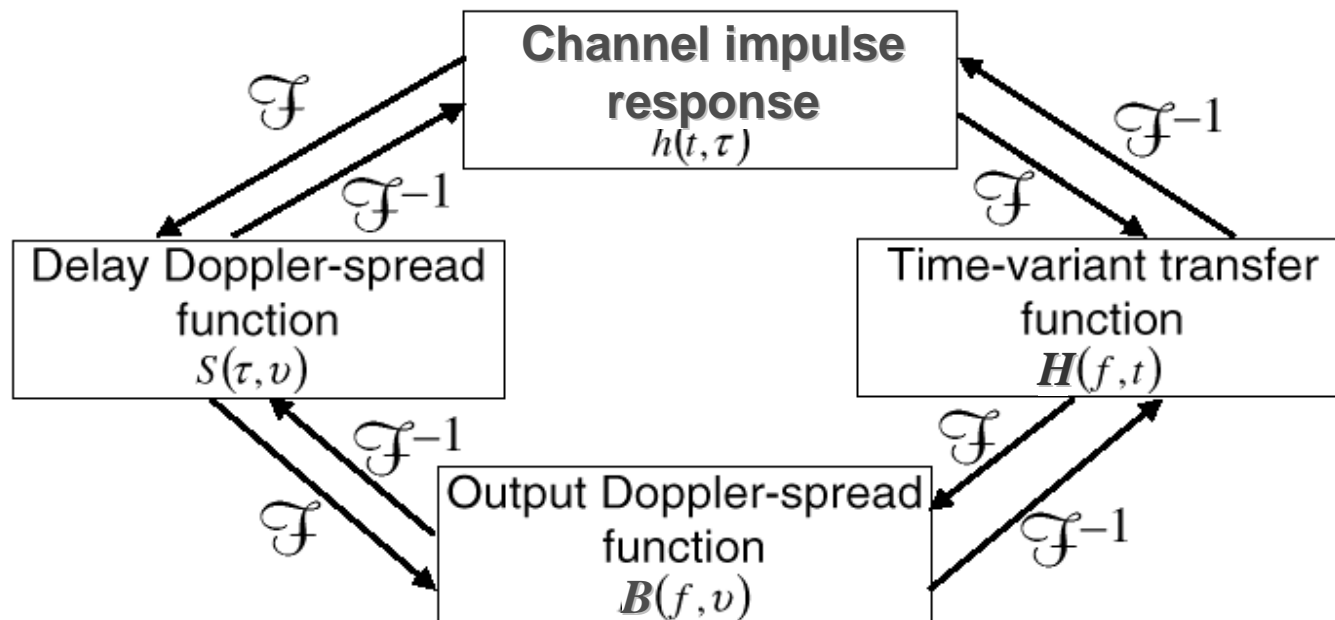 Channel impulse
response
h(t,τ)
ℱ
ℱ⁻¹
ℱ⁻¹
ℱ
Delay Doppler-spread
function
S(τ,υ)
Time-variant transfer
function
H(f,t)
ℱ⁻¹
ℱ
ℱ
ℱ⁻¹
Output Doppler-spread
function
B(f,υ)